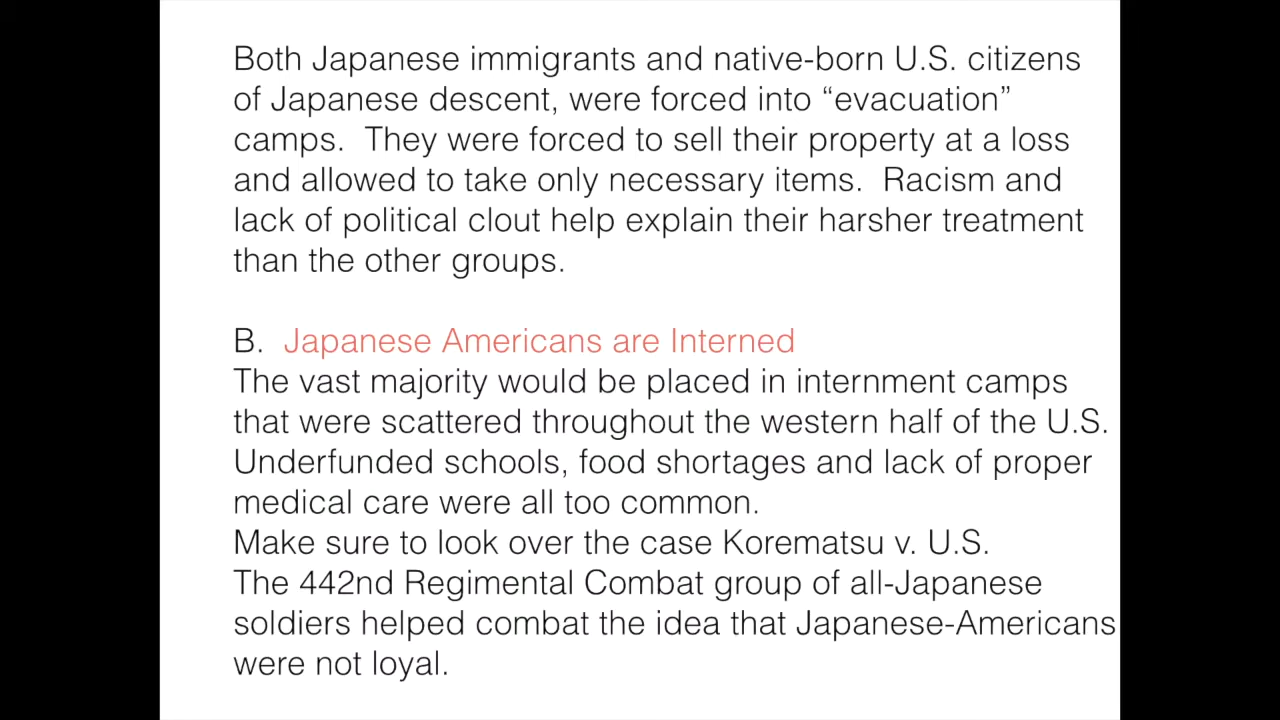 Both Japanese immigrants and native-born U.S. citizens
of Japanese descent, were forced into “evacuation”
camps.  They were forced to sell their property at a loss
and allowed to take only necessary items.  Racism and
lack of political clout help explain their harsher treatment
than the other groups.
B.  Japanese Americans are Interned
The vast majority would be placed in internment camps
that were scattered throughout the western half of the U.S.
Underfunded schools, food shortages and lack of proper
medical care were all too common.
Make sure to look over the case Korematsu v. U.S.
The 442nd Regimental Combat group of all-Japanese
soldiers helped combat the idea that Japanese-Americans
were not loyal.